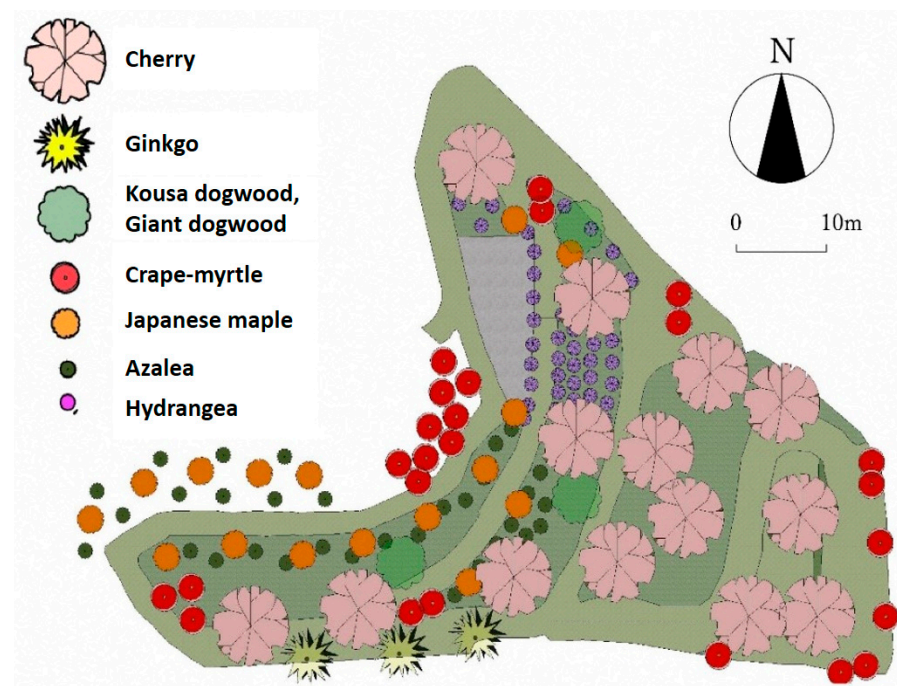 Cherry
Ginkgo
Kousa dogwood,
Giant dogwood
Crape-myrtle
Japanese maple
Azalea
Hydrangea
N
0 10m